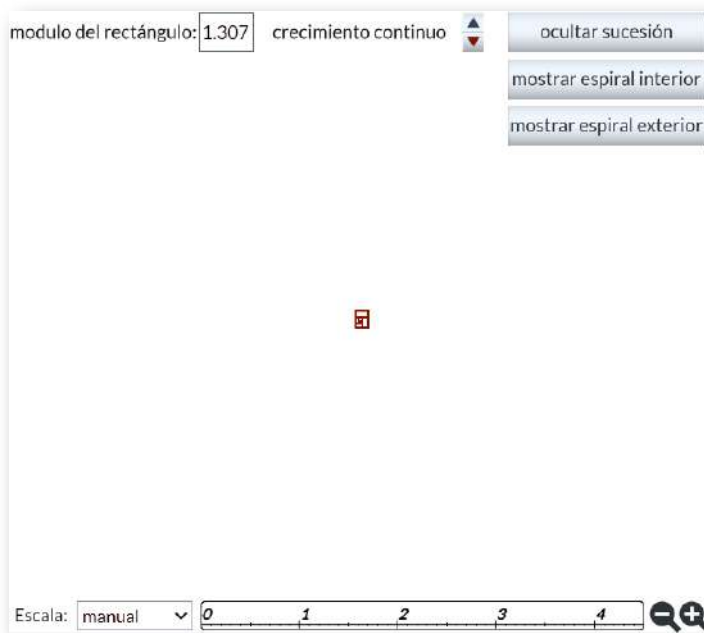 modulo del rectángulo: 1.307 crecimiento continuo ocultar sucesión
mostrar espiral interior
mostrar espiral exterior
Escala: manual 0 1 2 3 4